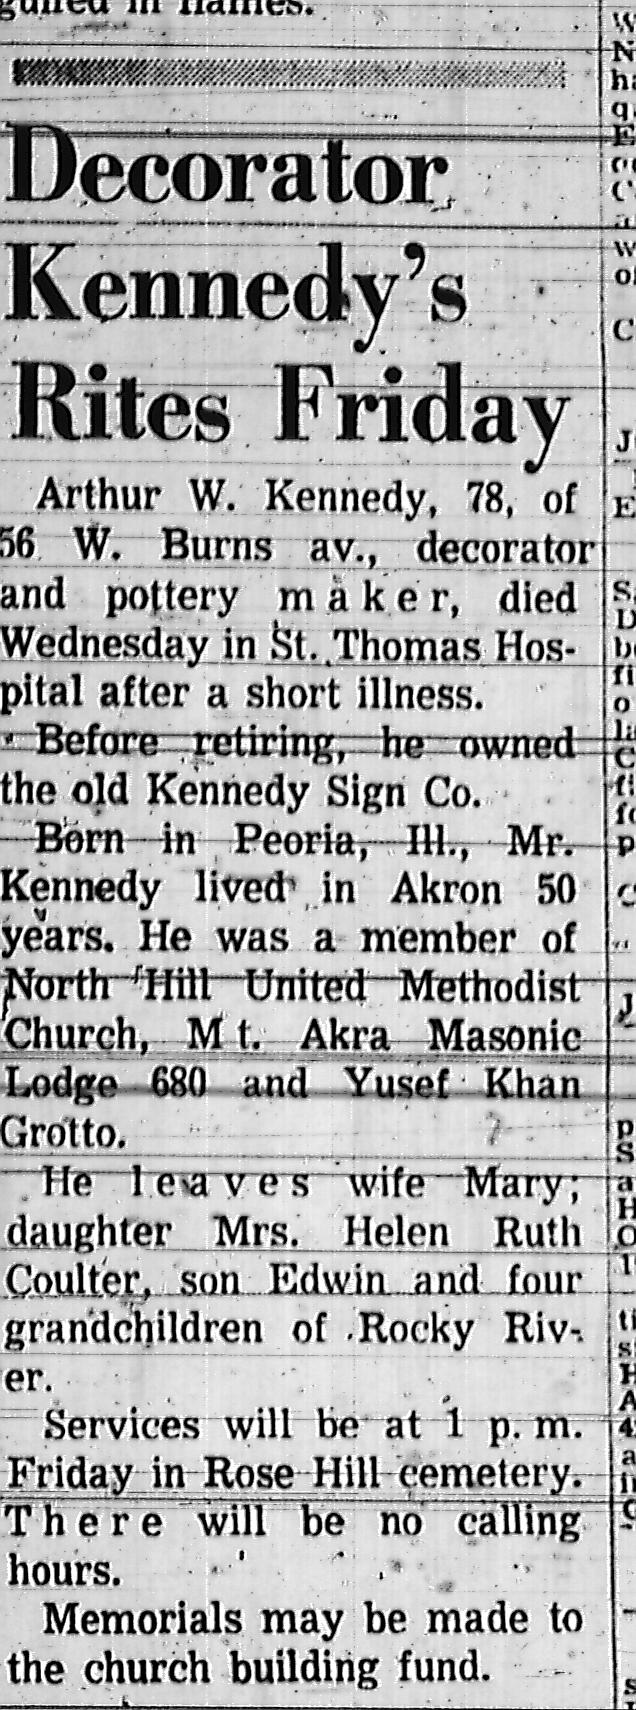 Decorator
Kennedy's
Rites Friday
Arthur W. Kennedy, 78, of
56 W. Burns av., decorator
and pottery maker, died
Wednesday in St. Thomas Hos-
pital after a short illness.
Before retiring, he owned
the old Kennedy Sign Co.
Born in Peoria, Ill., Mr.
Kennedy lived in Akron 50
years. He was a member of
North Hill United Methodist
Church, Mt. Akra Masonic
Lodge 680 and Yusef Khan
Grotto.
He leaves wife Mary;
daughter Mrs. Helen Ruth
Coulter, son Edwin and four
grandchildren of Rocky Riv-
er.
Services will be at 1 p. m.
Friday in Rose Hill cemetery.
There will be no calling
hours.
Memorials may be made to
the church building fund.